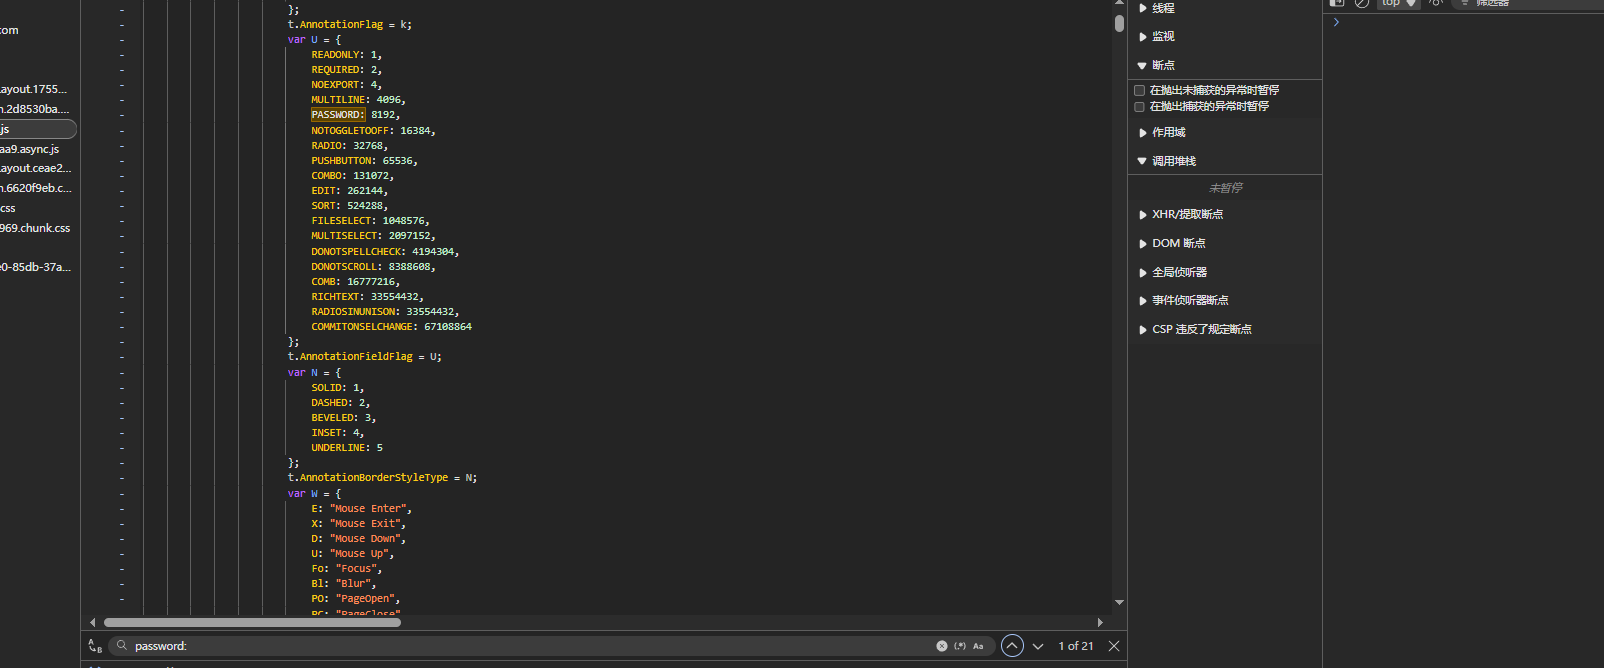 com
ayout.1755...
n.2d8530ba....
js
aa9.async.js
ayout.ceae2...
n.6620f9eb.c...
css
969.chunk.css
e0-85db-37a...
};
t.AnnotationFlag = k;
var U = {
READONLY: 1,
REQUIRED: 2,
NOEXPORT: 4,
MULTILINE: 4096,
PASSWORD: 8192,
NOTOGGLETOOFF: 16384,
RADIO: 32768,
PUSHBUTTON: 65536,
COMBO: 131072,
EDIT: 262144,
SORT: 524288,
FILESELECT: 1048576,
MULTISELECT: 2097152,
DONOTSPELLCHECK: 4194304,
DONOTSCROLL: 8388608,
COMB: 16777216,
RICHTEXT: 33554432,
RADIOSINUNISON: 33554432,
COMMITONSELCHANGE: 67108864
};
t.AnnotationFieldFlag = U;
var N = {
SOLID: 1,
DASHED: 2,
BEVELED: 3,
INSET: 4,
UNDERLINE: 5
};
t.AnnotationBorderStyleType = N;
var W = {
E: "Mouse Enter",
X: "Mouse Exit",
D: "Mouse Down",
U: "Mouse Up",
Fo: "Focus",
Bl: "Blur",
PO: "PageOpen",
PC: "PageClose"
password:
(.*) Aa
1 of 21
线程
监视
断点
在抛出未捕获的异常时暂停
在抛出捕获的异常时暂停
作用域
调用堆栈
未暂停
XHR/提取断点
DOM 断点
全局侦听器
事件侦听器断点
CSP 违反了规定断点
top
筛选器